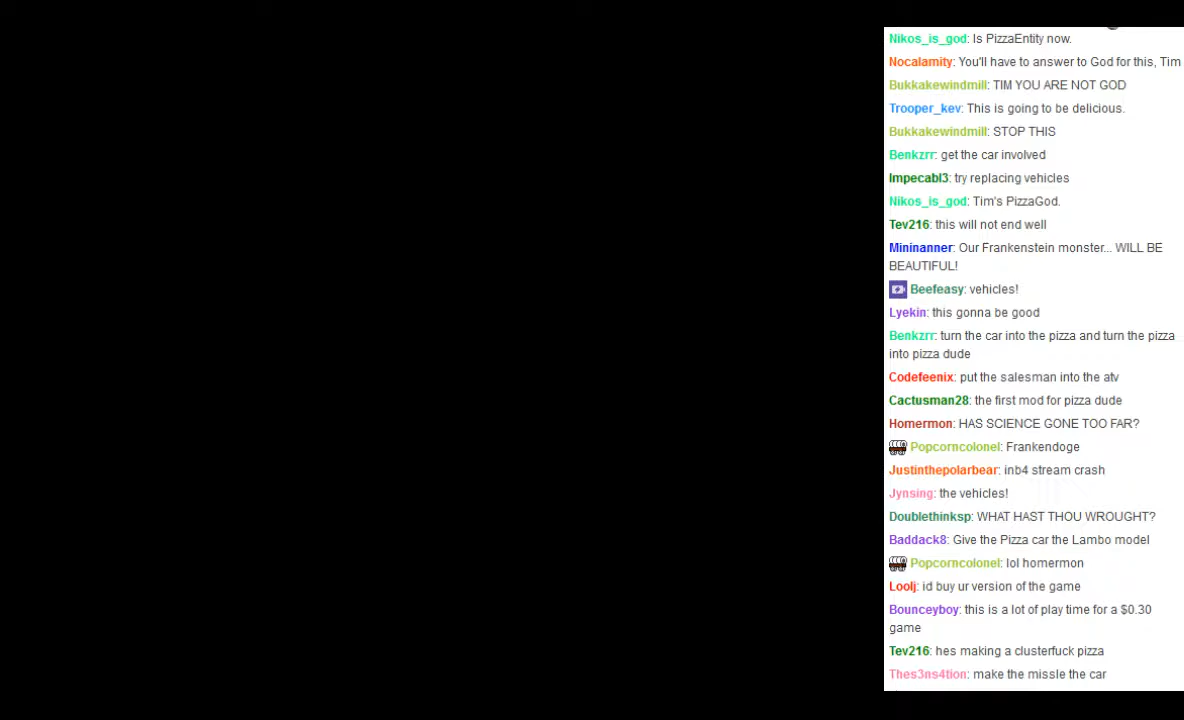 Nikos_is_god: Is PizzaEntity now.
Nocalamity: You'll have to answer to God for this, Tim
Bukkakewindmill: TIM YOU ARE NOT GOD
Trooper_kev: This is going to be delicious.
Bukkakewindmill: STOP THIS
Benkzrr: get the car involved
Impecabl3: try replacing vehicles
Nikos_is_god: Tim's PizzaGod.
Tev216: this will not end well
Mininanner: Our Frankenstein monster... WILL BE
BEAUTIFUL!
Beefeasy: vehicles!
Lyekin: this gonna be good
Benkzrr: turn the car into the pizza and turn the pizza
into pizza dude
Codefeenix: put the salesman into the atv
Cactusman28: the first mod for pizza dude
Homermon: HAS SCIENCE GONE TOO FAR?
Popcorncolonel: Frankendoge
Justinthepolarbear: inb4 stream crash
Jynsing: the vehicles!
Doublethinksp: WHAT HAST THOU WROUGHT?
Baddack8: Give the Pizza car the Lambo model
Popcorncolonel: lol homermon
Loolj: id buy ur version of the game
Bounceyboy: this is a lot of play time for a $0.30
game
Tev216: hes making a clusterfuck pizza
Thes3ns4tion: make the missle the car